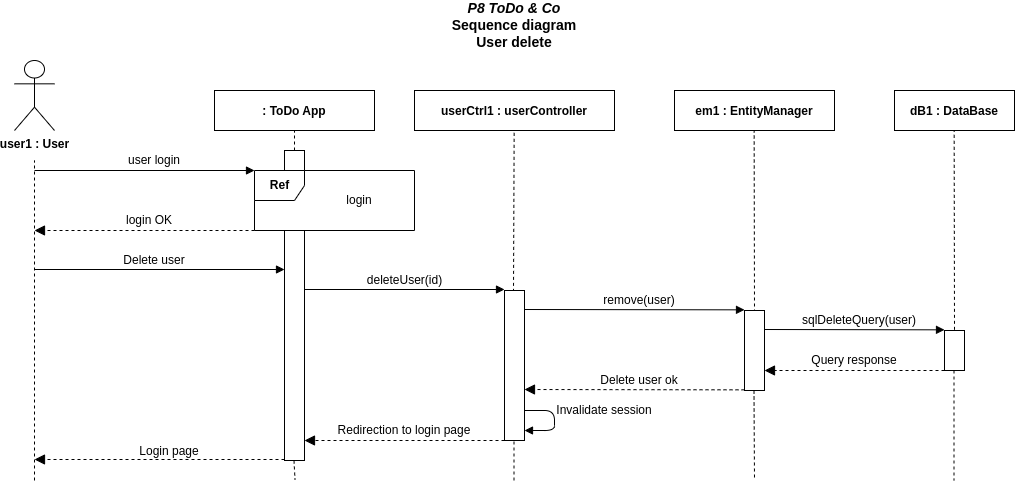 P8 ToDo & Co
Sequence diagram
User delete
user1 : User
: ToDo App
userCtrl1 : userController
em1 : EntityManager
dB1 : DataBase
user login
Ref
login
login OK
Delete user
deleteUser(id)
remove(user)
sqlDeleteQuery(user)
Query response
Delete user ok
Invalidate session
Redirection to login page
Login page